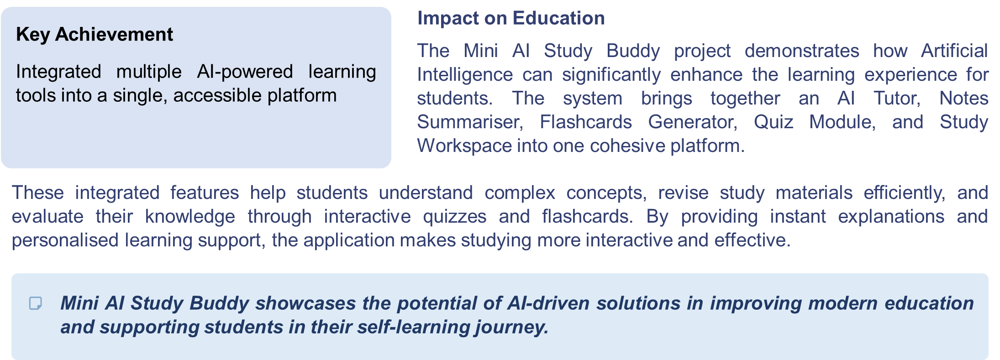 Key Achievement
Integrated multiple AI-powered learning
tools into a single, accessible platform
Impact on Education
The Mini AI Study Buddy project demonstrates how Artificial
Intelligence can significantly enhance the learning experience for
students. The system brings together an AI Tutor, Notes
Summariser, Flashcards Generator, Quiz Module, and Study
Workspace into one cohesive platform.
These integrated features help students understand complex concepts, revise study materials efficiently, and
evaluate their knowledge through interactive quizzes and flashcards. By providing instant explanations and
personalised learning support, the application makes studying more interactive and effective.
Mini AI Study Buddy showcases the potential of AI-driven solutions in improving modern education
and supporting students in their self-learning journey.